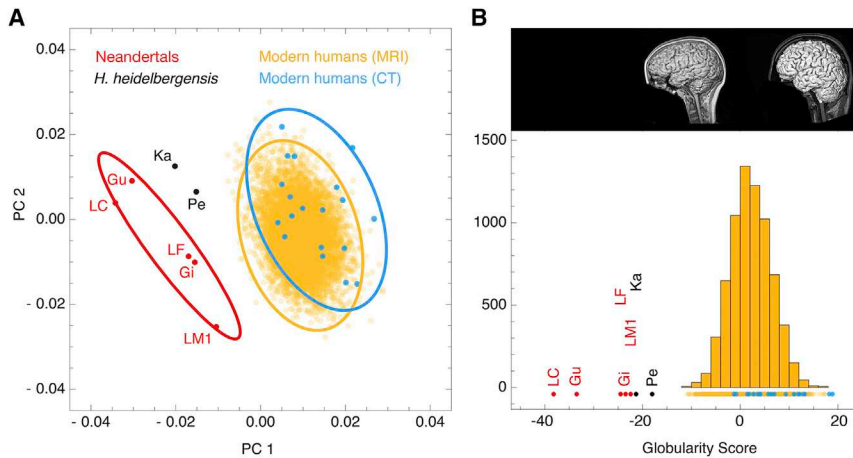 A
Neandertals
H. heidelbergensis
Modern humans (MRI)
Modern humans (CT)
0.04
0.02
0.00
- 0.02
- 0.04
PC 2
Ka
Pe
Gu
LC
LF
Gi
LM1
- 0.04
- 0.02
0.00
0.02
0.04
PC 1
B
1500
1000
500
0
LC
Gu
LF
Gi
LM1
Ka
Pe
-40
-20
0
20
Globularity Score